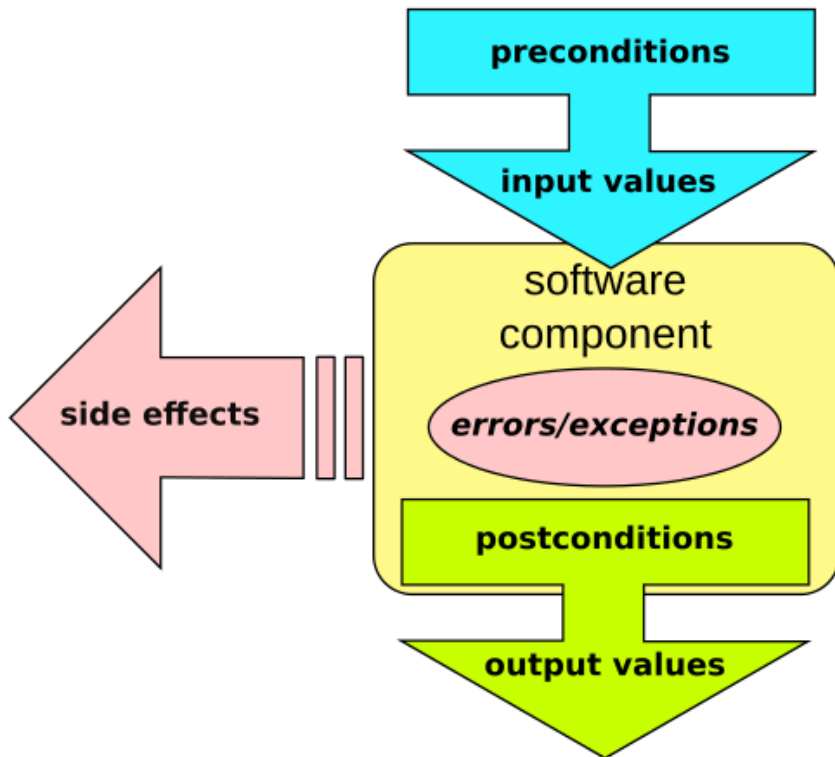 preconditions
input values
software
component
side effects
errors/exceptions
postconditions
output values